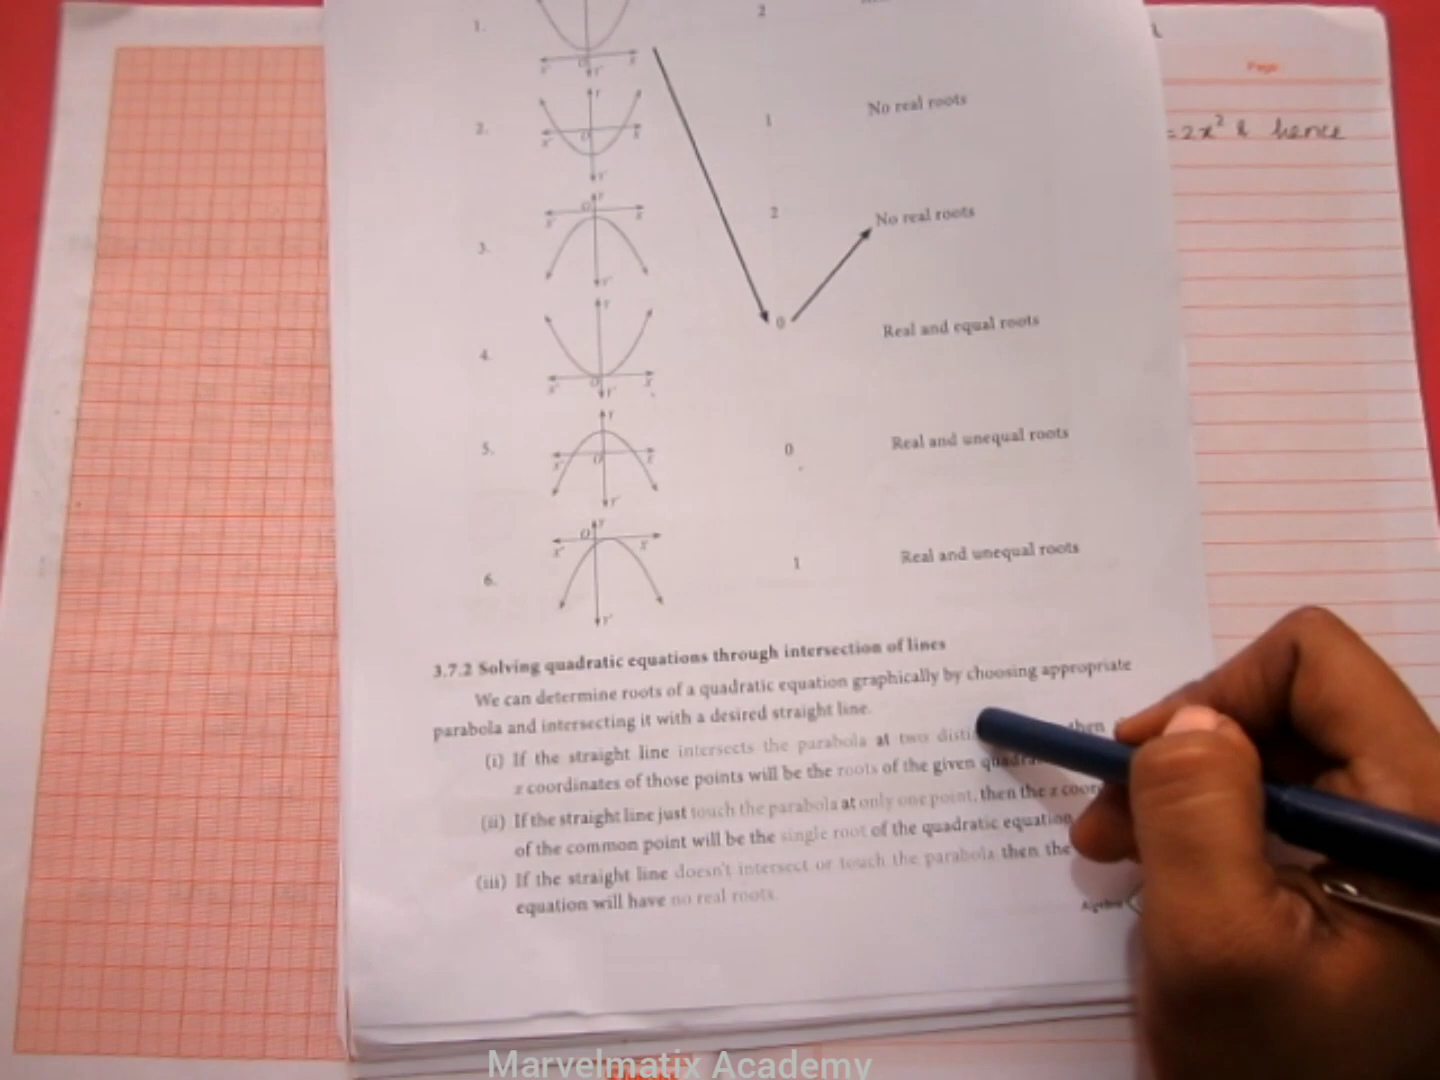 1. 2
2. 1 No real roots
3. 2 No real roots
4. 0 Real and equal roots
5. 0 Real and unequal roots
6. 1 Real and unequal roots
3.7.2 Solving quadratic equations through intersection of lines
We can determine roots of a quadratic equation graphically by choosing appropriate
parabola and intersecting it with a desired straight line.
(i) If the straight line intersects the parabola at two then
x coordinates of those points will be the roots of the given
(ii) If the straight line just touch the parabola at only one point, then the x
of the common point will be the single root of the quadratic equation
(iii) If the straight line doesn't intersect or touch the parabola then the
equation will have no real roots.
Algebra
Page
=2x² & hence
Marvelmatix Academy